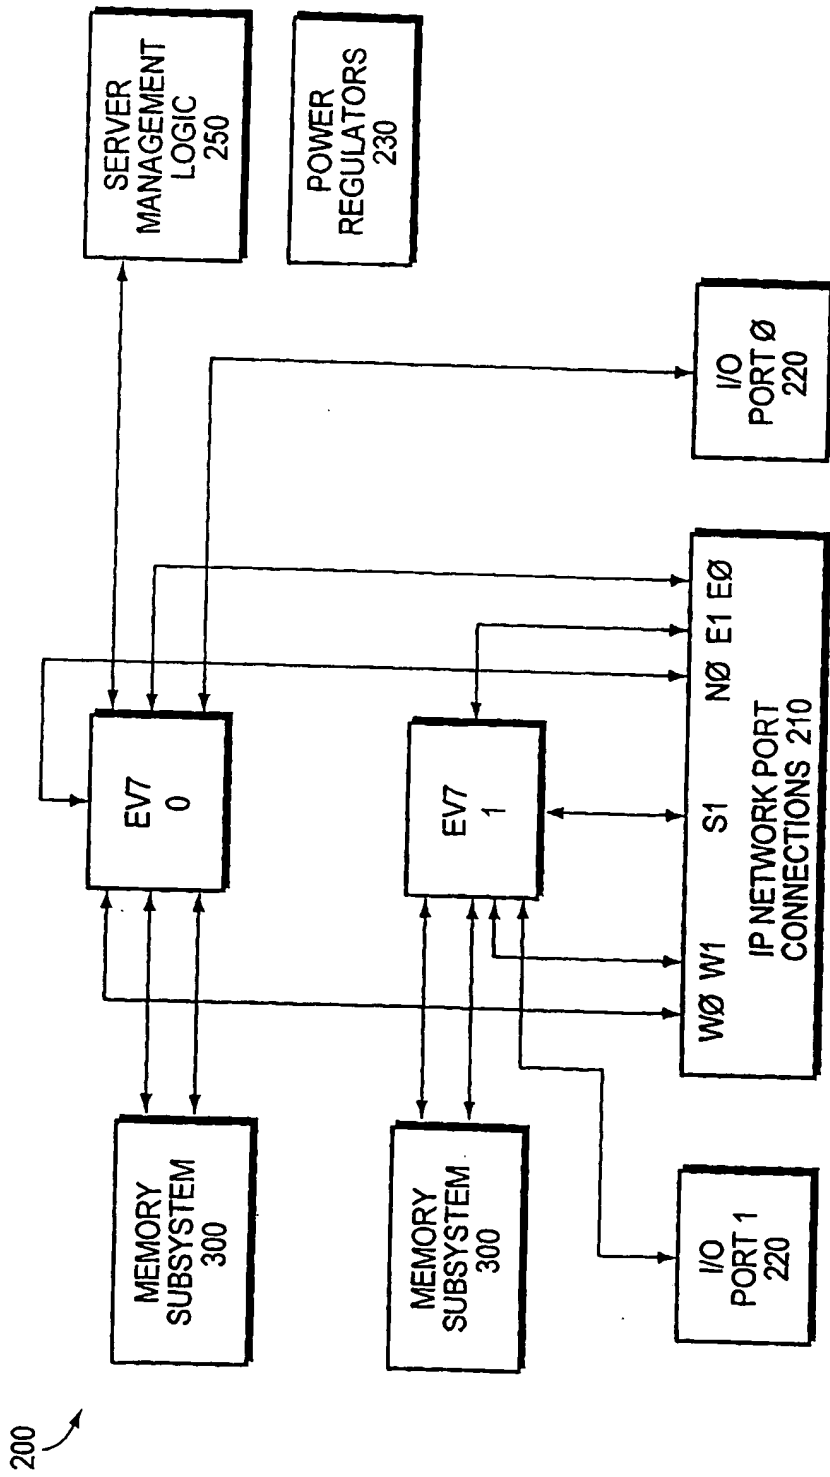 200
MEMORY
SUBSYSTEM
300
EV7
0
SERVER
MANAGEMENT
LOGIC
250
POWER
REGULATORS
230
MEMORY
SUBSYSTEM
300
EV7
1
I/O
PORT 1
220
WØ W1 S1 NØ E1 EØ
IP NETWORK PORT
CONNECTIONS 210
I/O
PORT Ø
220